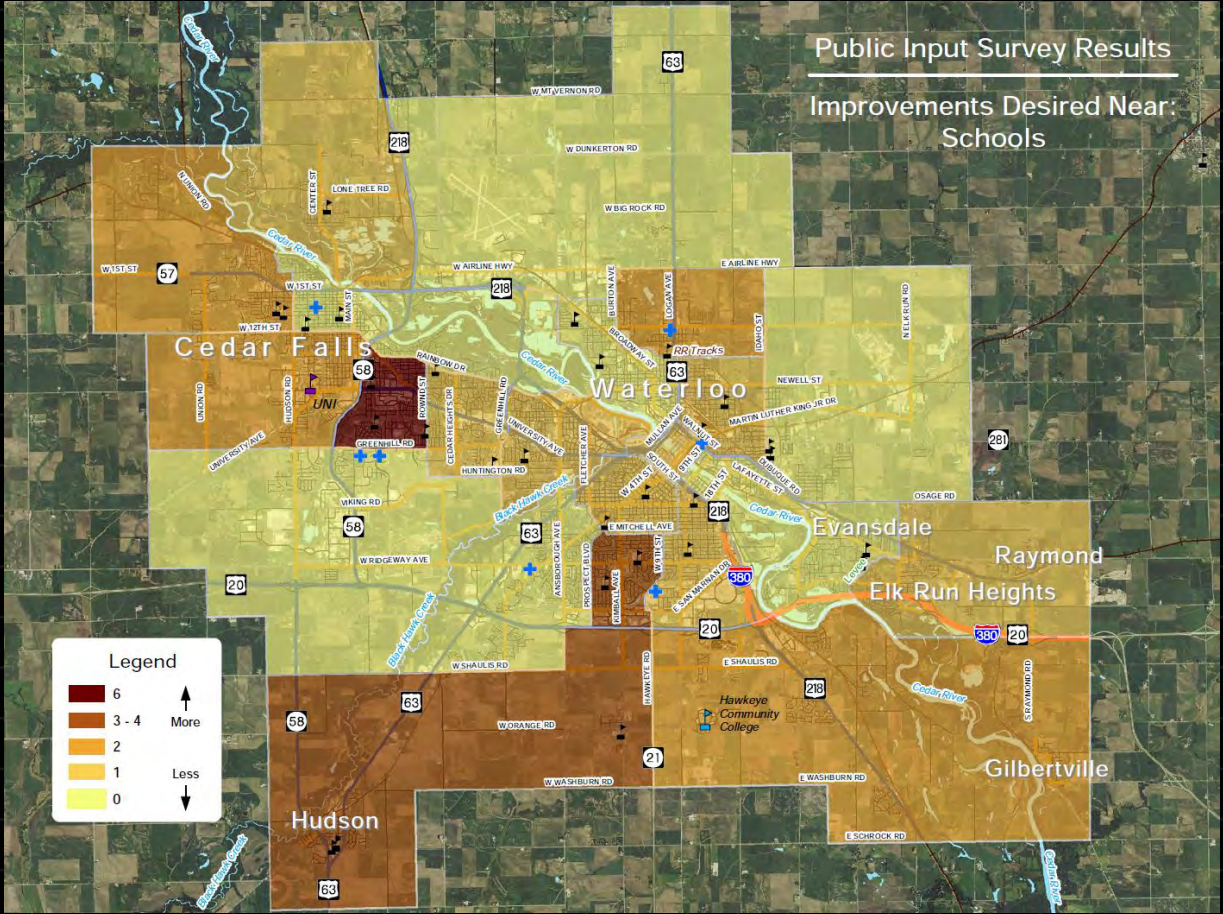 Public Input Survey Results
Improvements Desired Near:
Schools
Cedar River
63
W MT VERNON RD
218
W DUNKERTON RD
N UNION RD
CENTER ST
LONE TREE RD
W BIG ROCK RD
Cedar River
W 1ST ST
57
W AIRLINE HWY
E AIRLINE HWY
W 1ST ST
218
BURTON AVE
LOGAN AVE
N ELK RUN RD
MAIN ST
W 12TH ST
BROADWAY ST
IDAHO ST
Cedar Falls
RR Tracks
RAINBOW DR
Cedar River
58
63
UNION RD
HUDSON RD
UNI
ROWND ST
CEDAR HEIGHTS DR
GREENHILL RD
Waterloo
NEWELL ST
MARTIN LUTHER KING JR DR
UNIVERSITY AVE
GREENHILL RD
UNIVERSITY AVE
FLETCHER AVE
MULLAN AVE
WALNUT ST
281
HUNTINGTON RD
SOUTH ST
9TH ST
W 4TH ST
LAFAYETTE ST
DUBUQUE RD
18TH ST
VIKING RD
Black Hawk Creek
OSAGE RD
58
63
E MITCHELL AVE
218
Cedar River
Evansdale
Raymond
W RIDGEWAY AVE
ANSBOROUGH AVE
PROSPECT BLVD
KIMBALL AVE
W 9TH ST
E SAN MARNAN DR
380
Levee
Elk Run Heights
20
Black Hawk Creek
20
380
20
Legend
6
3 - 4
More
2
1
Less
0
W SHAULIS RD
HAWKEYE RD
E SHAULIS RD
S RAYMOND RD
58
63
218
Cedar River
Hawkeye
Community
College
W ORANGE RD
21
Gilbertville
W WASHBURN RD
E WASHBURN RD
Hudson
E SCHROCK RD
Black Hawk Creek
63
Cedar River